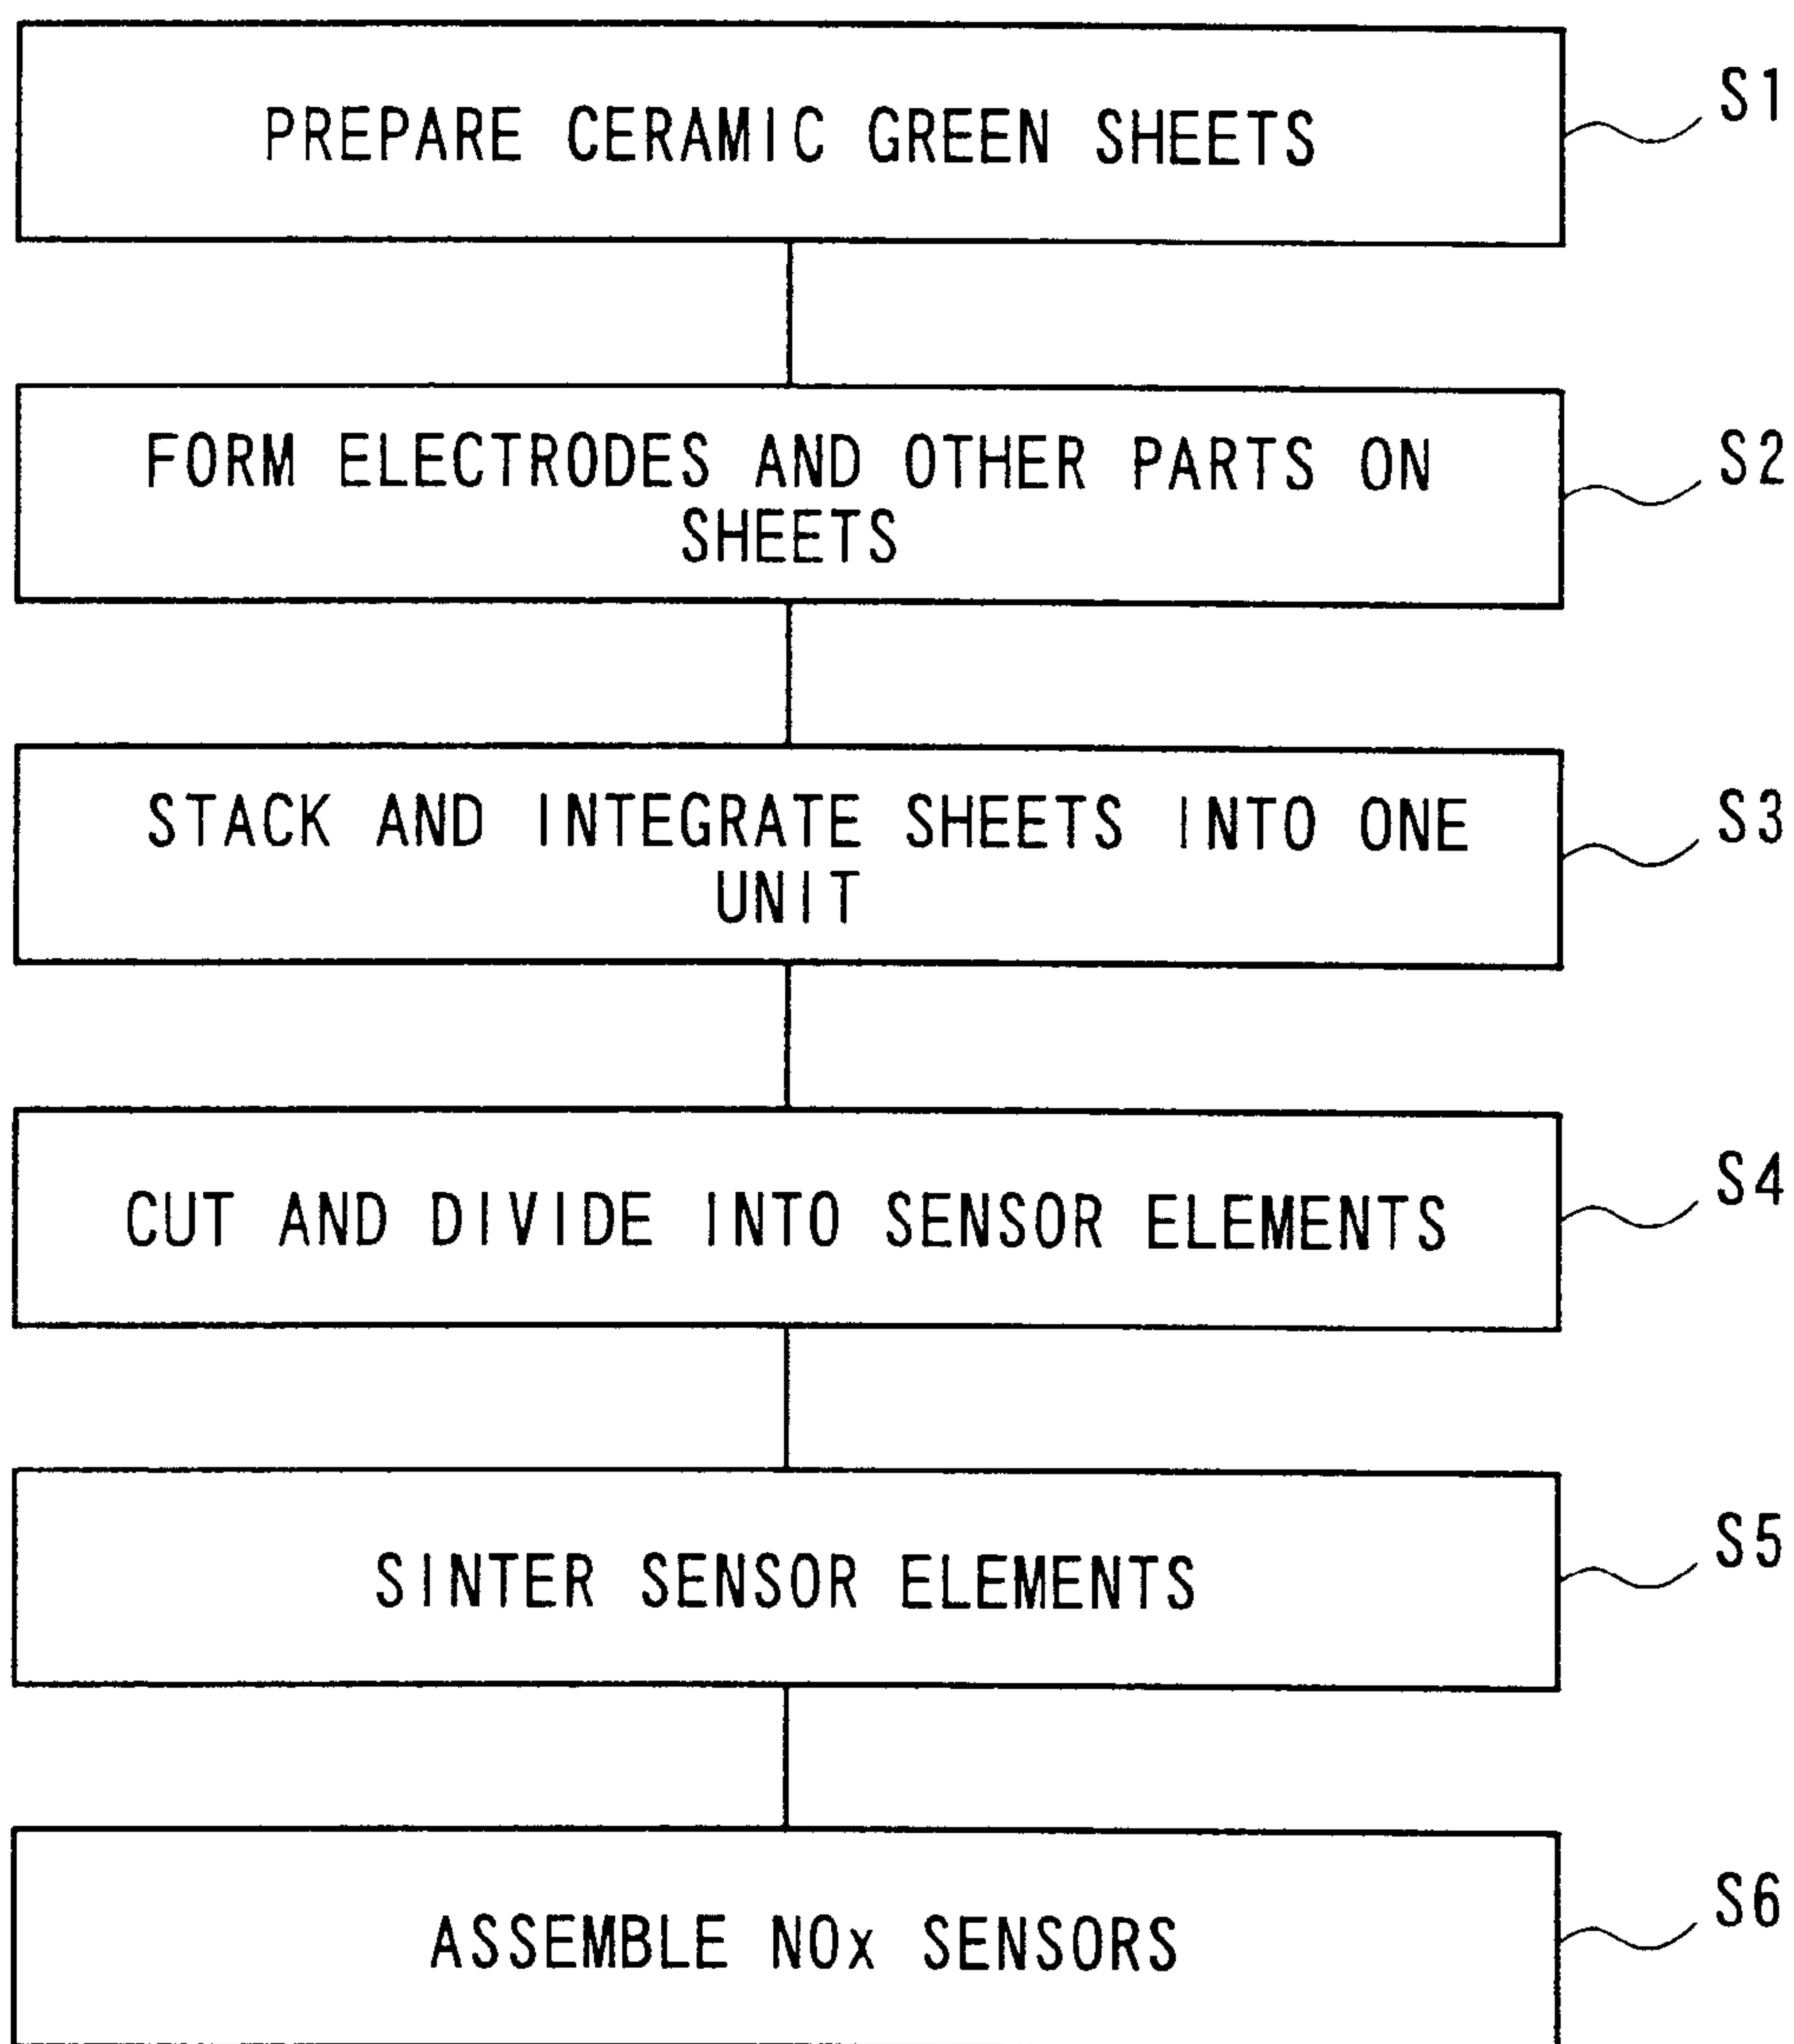 PREPARE CERAMIC GREEN SHEETS
S1
FORM ELECTRODES AND OTHER PARTS ON
SHEETS
S2
STACK AND INTEGRATE SHEETS INTO ONE
UNIT
S3
CUT AND DIVIDE INTO SENSOR ELEMENTS
S4
SINTER SENSOR ELEMENTS
S5
ASSEMBLE NOx SENSORS
S6